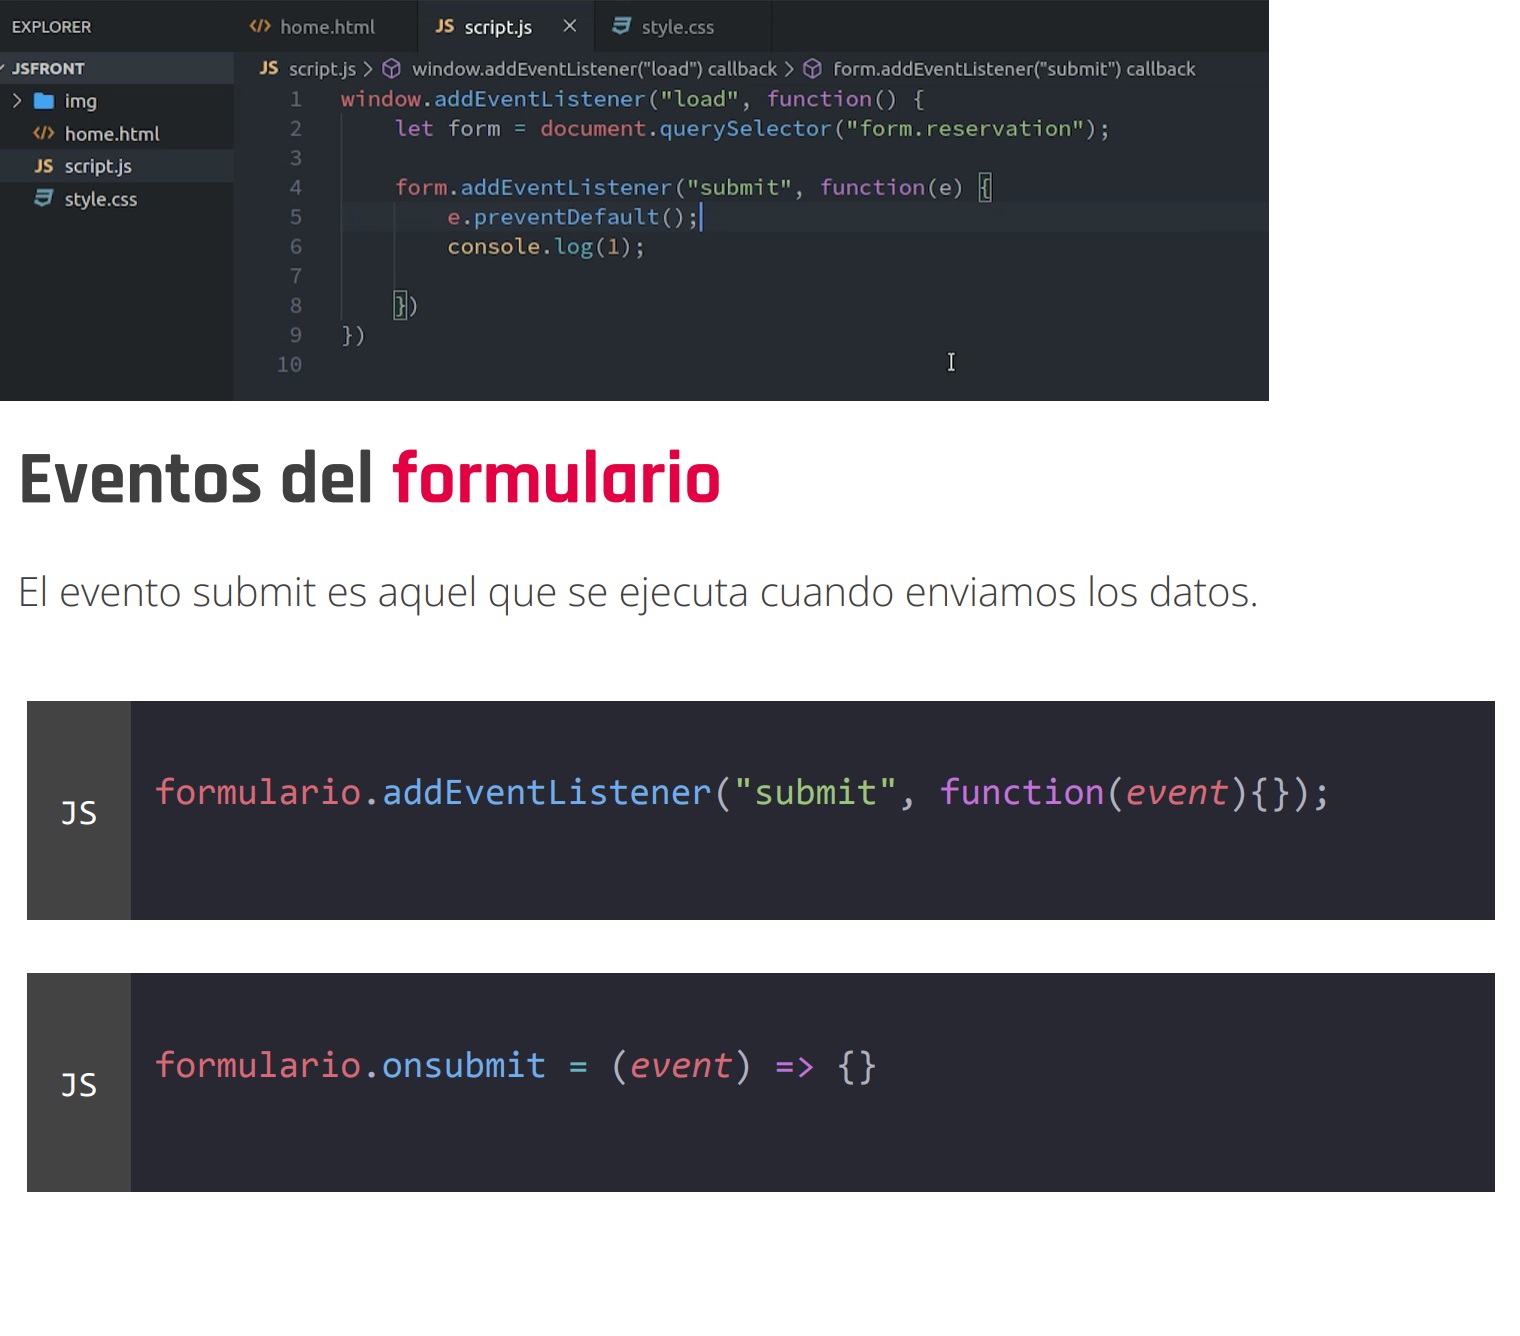 EXPLORER
home.html script.js style.css
JSFRONT
img
home.html
script.js
style.css
JS script.js > window.addEventListener("load") callback > form.addEventListener("submit") callback
1 window.addEventListener("load", function() {
2 let form = document.querySelector("form.reservation");
3
4 form.addEventListener("submit", function(e) {
5 e.preventDefault();
6 console.log(1);
7
8 })
9 })
10
Eventos del formulario
El evento submit es aquel que se ejecuta cuando enviamos los datos.
JS formulario.addEventListener("submit", function(event){});
JS formulario.onsubmit = (event) => {}